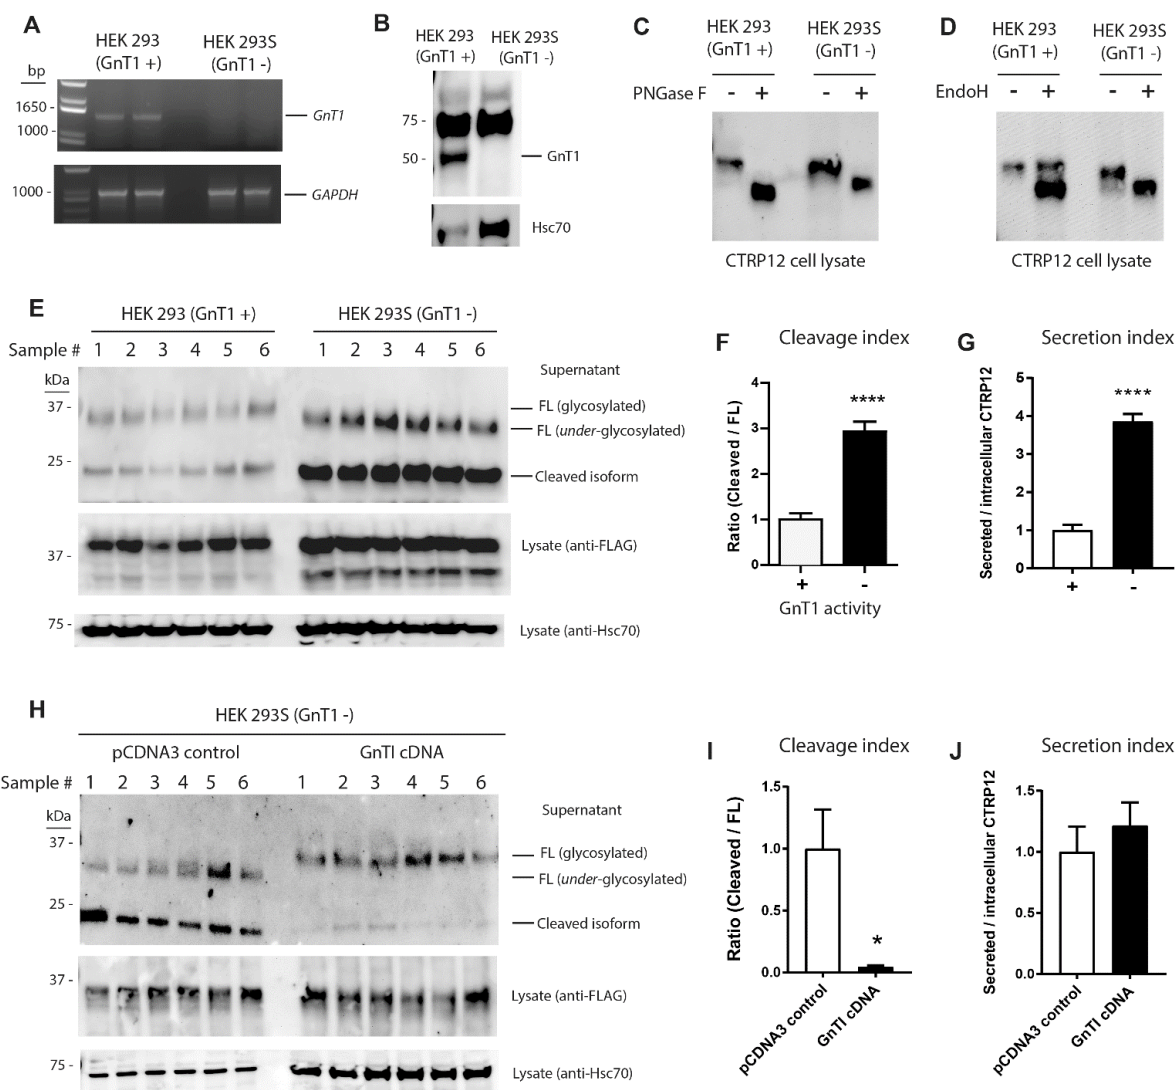 A
HEK 293
(GnT1 +)
HEK 293S
(GnT1 -)
bp
1650 -
1000 -
GnT1
1000 -
GAPDH
B
HEK 293
(GnT1 +)
HEK 293S
(GnT1 -)
75 -
50 -
GnT1
Hsc70
C
HEK 293
(GnT1 +)
HEK 293S
(GnT1 -)
PNGase F - + - +
CTRP12 cell lysate
D
HEK 293
(GnT1 +)
HEK 293S
(GnT1 -)
EndoH - + - +
CTRP12 cell lysate
E
HEK 293 (GnT1 +)
HEK 293S (GnT1 -)
Sample # 1 2 3 4 5 6 1 2 3 4 5 6
kDa
Supernatant
37 -
FL (glycosylated)
FL (under-glycosylated)
25 -
Cleaved isoform
Lysate (anti-FLAG)
37 -
75 -
Lysate (anti-Hsc70)
F
Cleavage index
Ratio (Cleaved / FL)
4
3
2
1
0
****
+ -
GnT1 activity
G
Secretion index
Secreted / intracellular CTRP12
5
4
3
2
1
0
****
+ -
H
HEK 293S (GnT1 -)
pCDNA3 control
GnTI cDNA
Sample # 1 2 3 4 5 6 1 2 3 4 5 6
kDa
Supernatant
37 -
FL (glycosylated)
FL (under-glycosylated)
25 -
Cleaved isoform
37 -
Lysate (anti-FLAG)
75 -
Lysate (anti-Hsc70)
I
Cleavage index
Ratio (Cleaved / FL)
1.5
1.0
0.5
0.0
*
pCDNA3 control
GnTI cDNA
J
Secretion index
Secreted / intracellular CTRP12
1.5
1.0
0.5
0.0
pCDNA3 control
GnTI cDNA